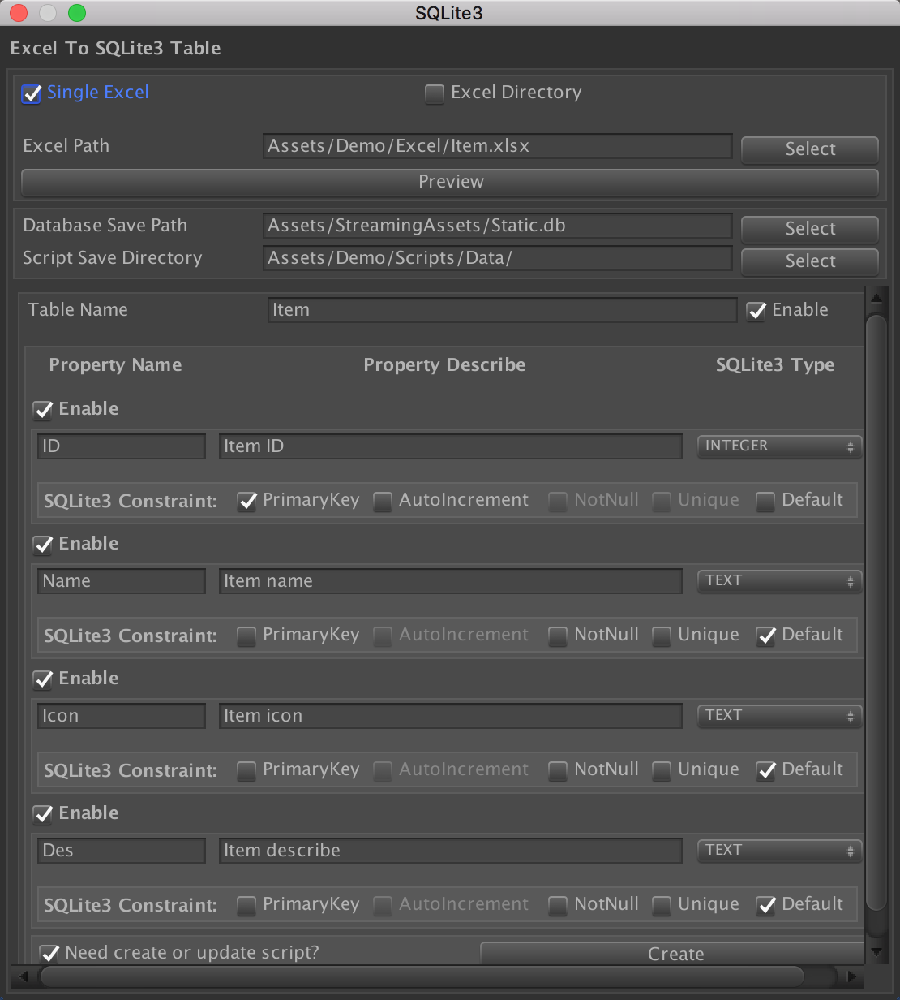 SQLite3
Excel To SQLite3 Table
Single Excel Excel Directory
Excel Path Assets/Demo/Excel/Item.xlsx Select
Preview
Database Save Path Assets/StreamingAssets/Static.db Select
Script Save Directory Assets/Demo/Scripts/Data/ Select
Table Name Item Enable
Property Name Property Describe SQLite3 Type
Enable
ID Item ID INTEGER
SQLite3 Constraint: PrimaryKey AutoIncrement NotNull Unique Default
Enable
Name Item name TEXT
SQLite3 Constraint: PrimaryKey AutoIncrement NotNull Unique Default
Enable
Icon Item icon TEXT
SQLite3 Constraint: PrimaryKey AutoIncrement NotNull Unique Default
Enable
Des Item describe TEXT
SQLite3 Constraint: PrimaryKey AutoIncrement NotNull Unique Default
Need create or update script? Create